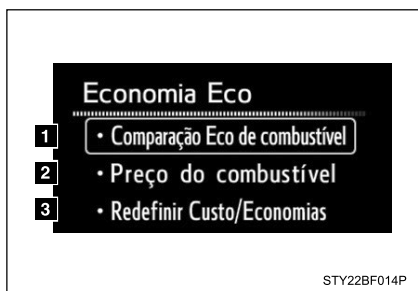 Economia Eco
1 • Comparação Eco de combustível
2 • Preço do combustível
3 • Redefinir Custo/Economias
STY22BF014P